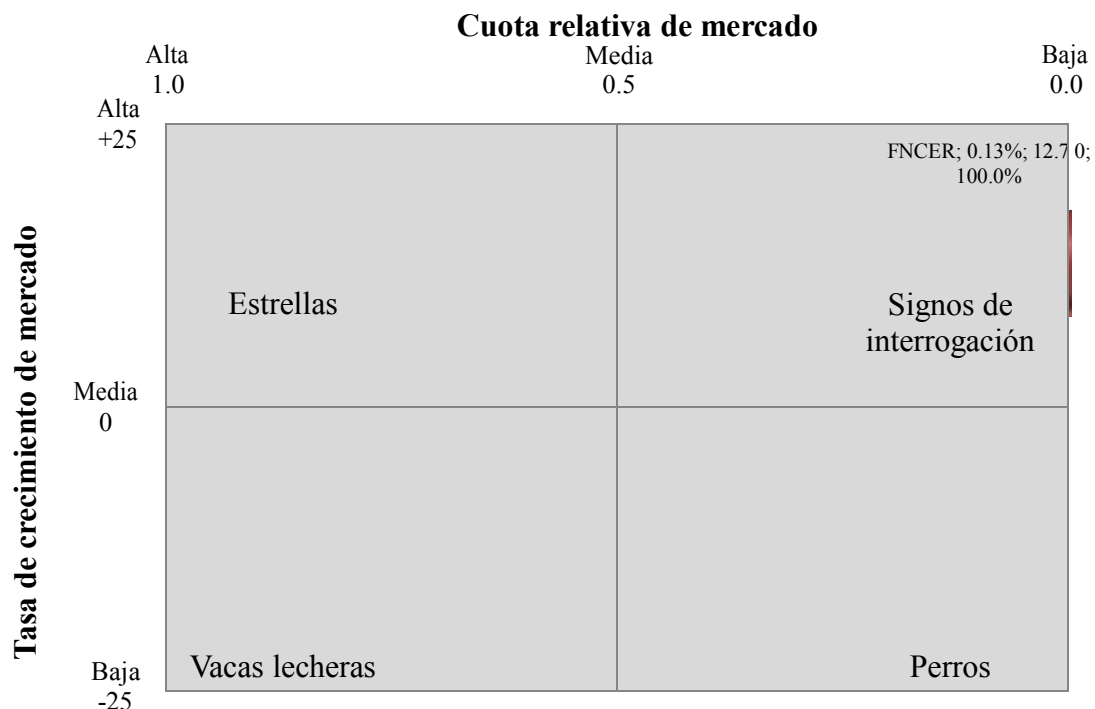 Cuota relativa de mercado
Alta
1.0
Media
0.5
Baja
0.0
Alta
+25
FNCER; 0.13%; 12.7 0;
100.0%
Tasa de crecimiento de mercado
Estrellas
Signos de
interrogación
Media
0
Vacas lecheras
Perros
Baja
-25